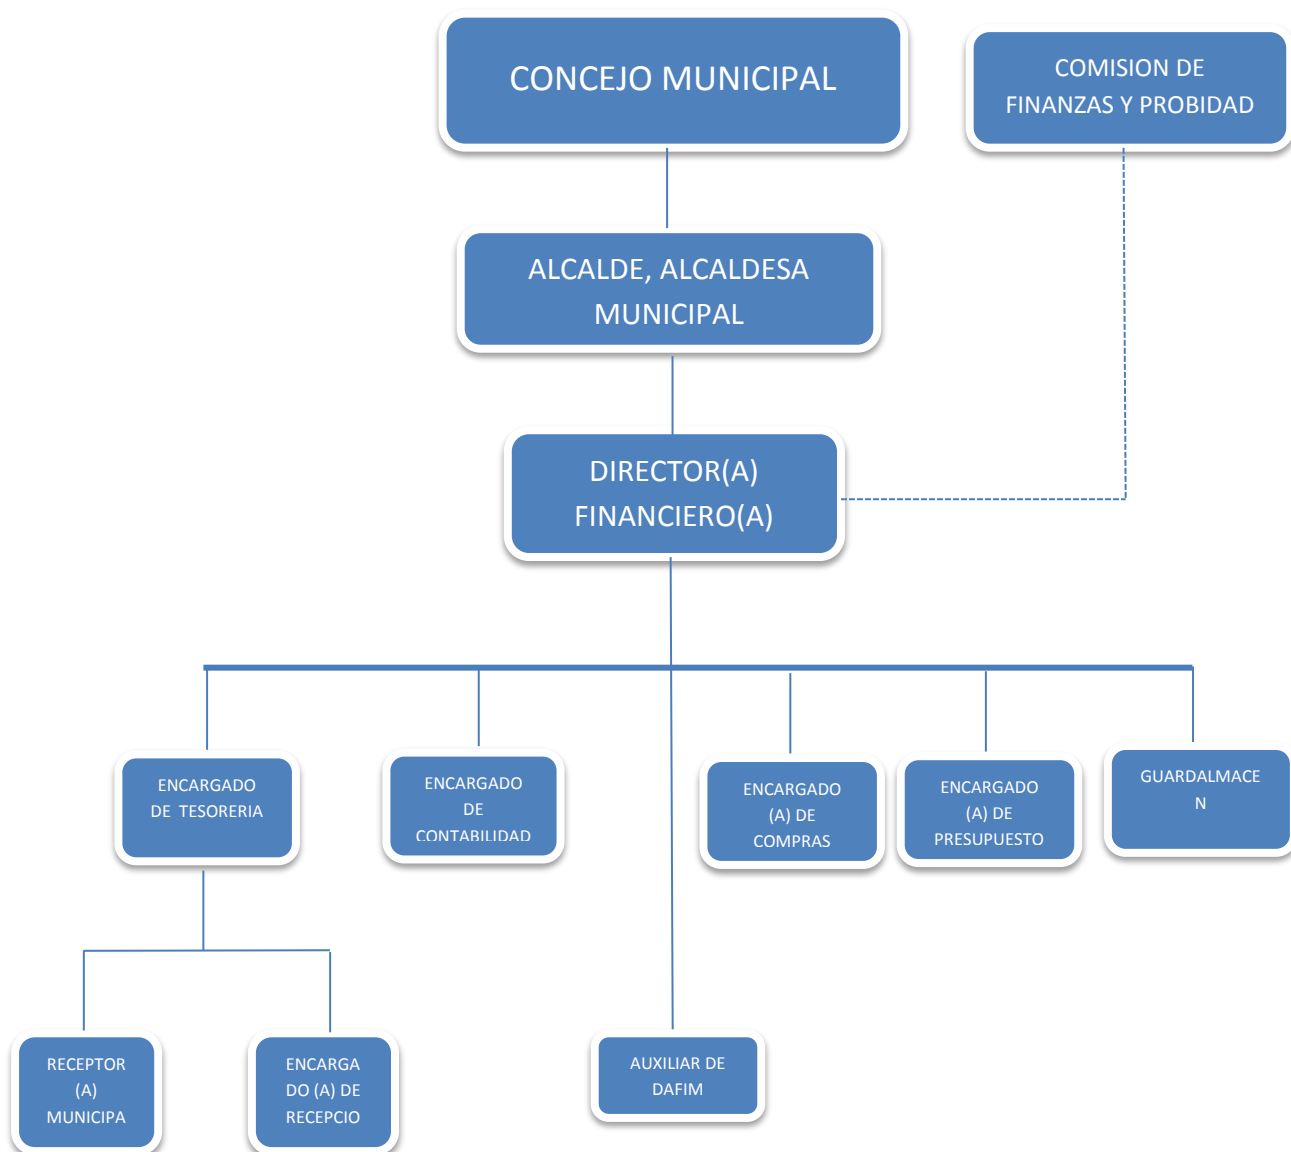 CONCEJO MUNICIPAL
COMISION DE
FINANZAS Y PROBIDAD
ALCALDE, ALCALDESA
MUNICIPAL
DIRECTOR(A)
FINANCIERO(A)
ENCARGADO
DE TESORERIA
ENCARGADO
DE
CONTABILIDAD
ENCARGADO
(A) DE
COMPRAS
ENCARGADO
(A) DE
PRESUPUESTO
GUARDALMACE
N
RECEPTOR
(A)
MUNICIPA
ENCARGA
DO (A) DE
RECEPCIO
AUXILIAR DE
DAFIM